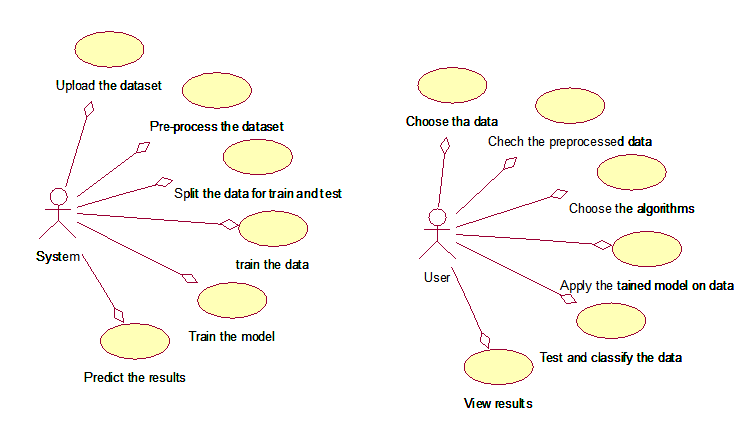 Upload the dataset
Pre-process the dataset
Split the data for train and test
train the data
Train the model
Predict the results
System
Choose tha data
Chech the preprocessed data
Choose the algorithms
Apply the tained model on data
Test and classify the data
View results
User